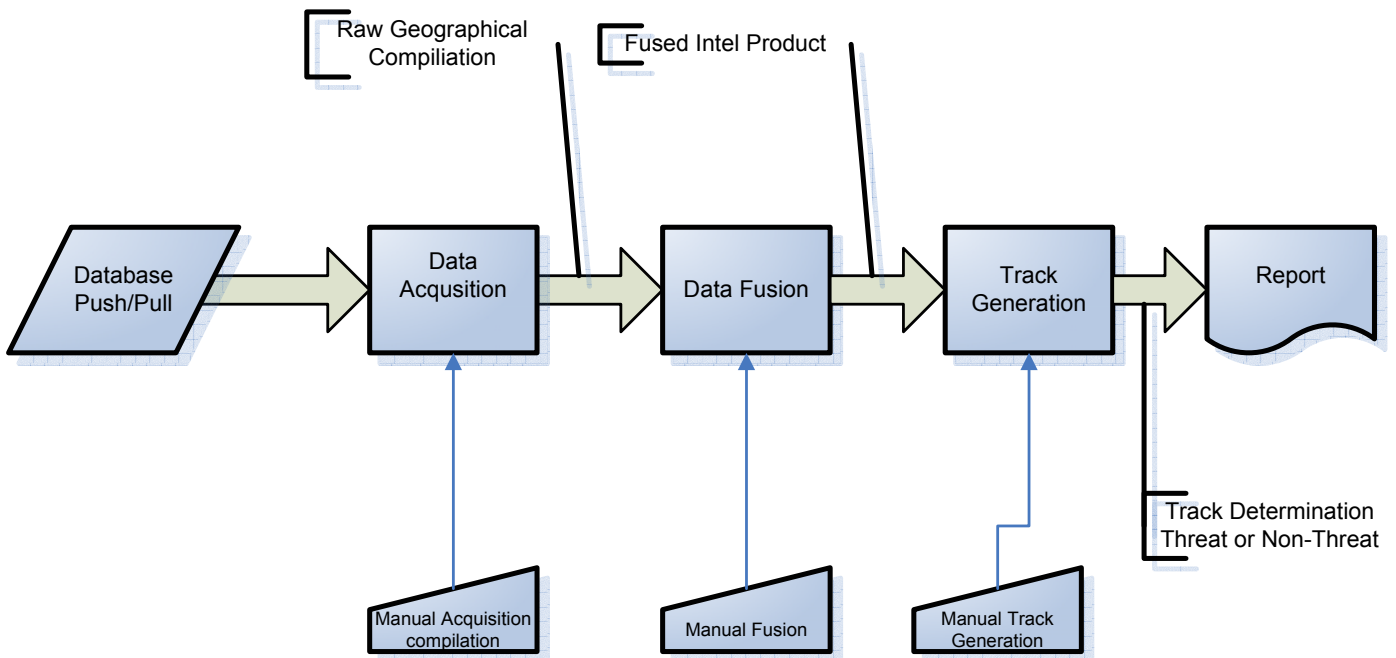 Raw Geographical
Compiliation
Fused Intel Product
Database
Push/Pull
Data
Acqusition
Data Fusion
Track
Generation
Report
Track Determination
Threat or Non-Threat
Manual Acquisition
compilation
Manual Fusion
Manual Track
Generation